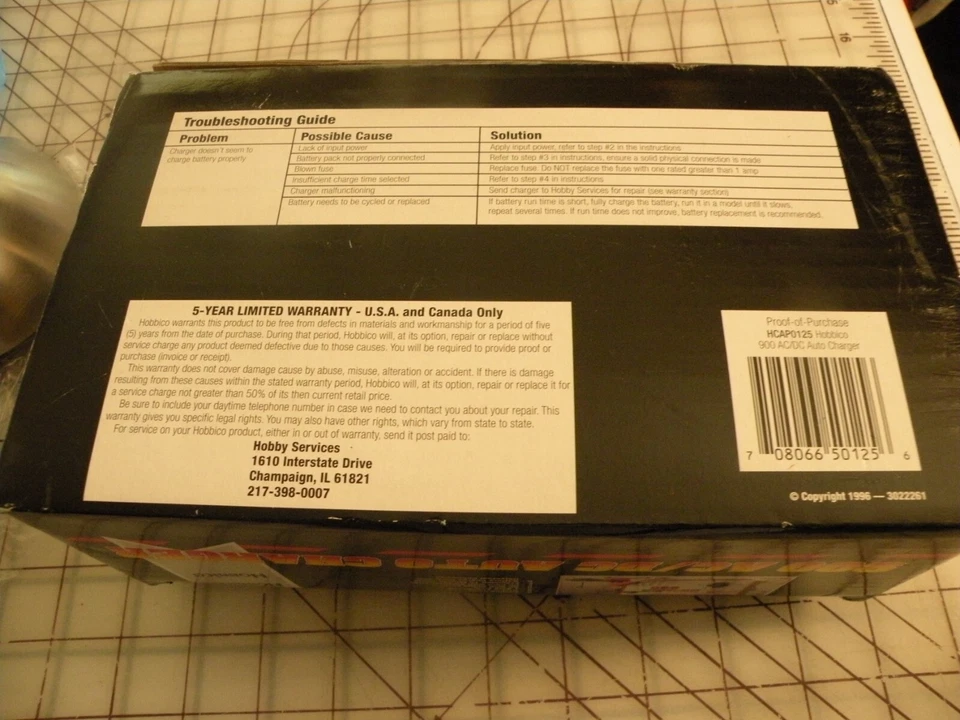 Troubleshooting Guide
Problem Possible Cause Solution
Charger doesn't seem to
charge battery properly
Lack of input power Apply input power, refer to step #2 in the instructions
Battery pack not properly connected Refer to step #3 in instructions, ensure a solid physical connection is made
Blown fuse Replace fuse. Do NOT replace the fuse with one rated greater than 1 amp
Insufficient charge time selected Refer to step #4 in instructions
Charger malfunctioning Send charger to Hobby Services for repair (see warranty section)
Battery needs to be cycled or replaced If battery run time is short, fully charge the battery, run it in a model until it slows,
repeat several times. If run time does not improve, battery replacement is recommended.
5-YEAR LIMITED WARRANTY - U.S.A. and Canada Only
Hobbico warrants this product to be free from defects in materials and workmanship for a period of five
(5) years from the date of purchase. During that period, Hobbico will, at its option, repair or replace without
service charge any product deemed defective due to those causes. You will be required to provide proof or
purchase (invoice or receipt).
This warranty does not cover damage cause by abuse, misuse, alteration or accident. If there is damage
resulting from these causes within the stated warranty period, Hobbico will, at its option, repair or replace it for
a service charge not greater than 50% of its then current retail price.
Be sure to include your daytime telephone number in case we need to contact you about your repair. This
warranty gives you specific legal rights. You may also have other rights, which vary from state to state.
For service on your Hobbico product, either in or out of warranty, send it post paid to:
Hobby Services
1610 Interstate Drive
Champaign, IL 61821
217-398-0007
Proof-of-Purchase
HCAP0125 Hobbico
900 AC/DC Auto Charger
7 08066 50125 6
© Copyright 1996 — 3022261
900 AC/DC AUTO CHARGER
16